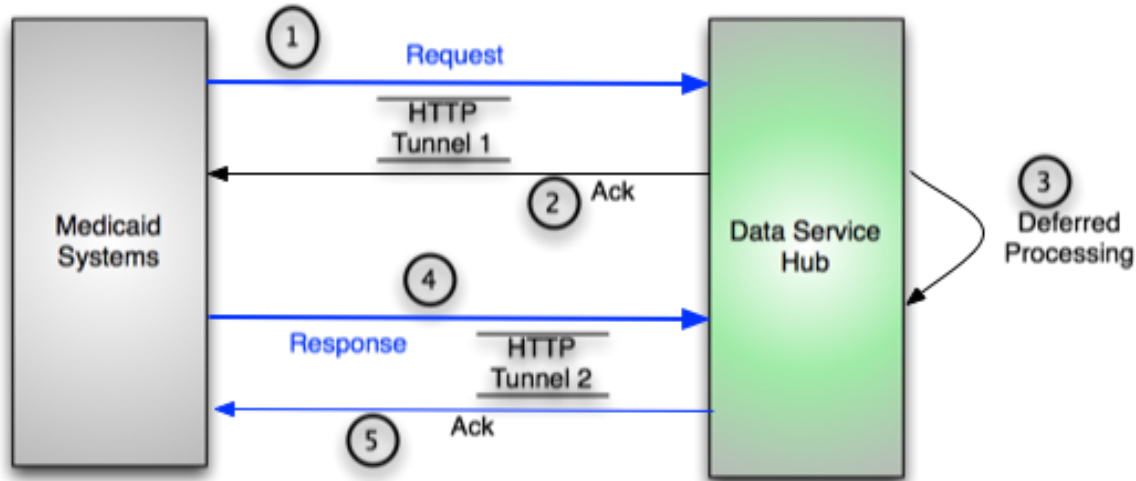 1
Request
HTTP
Tunnel 1
2
Ack
3
Deferred
Processing
Medicaid
Systems
Data Service
Hub
4
Response
HTTP
Tunnel 2
Ack
5